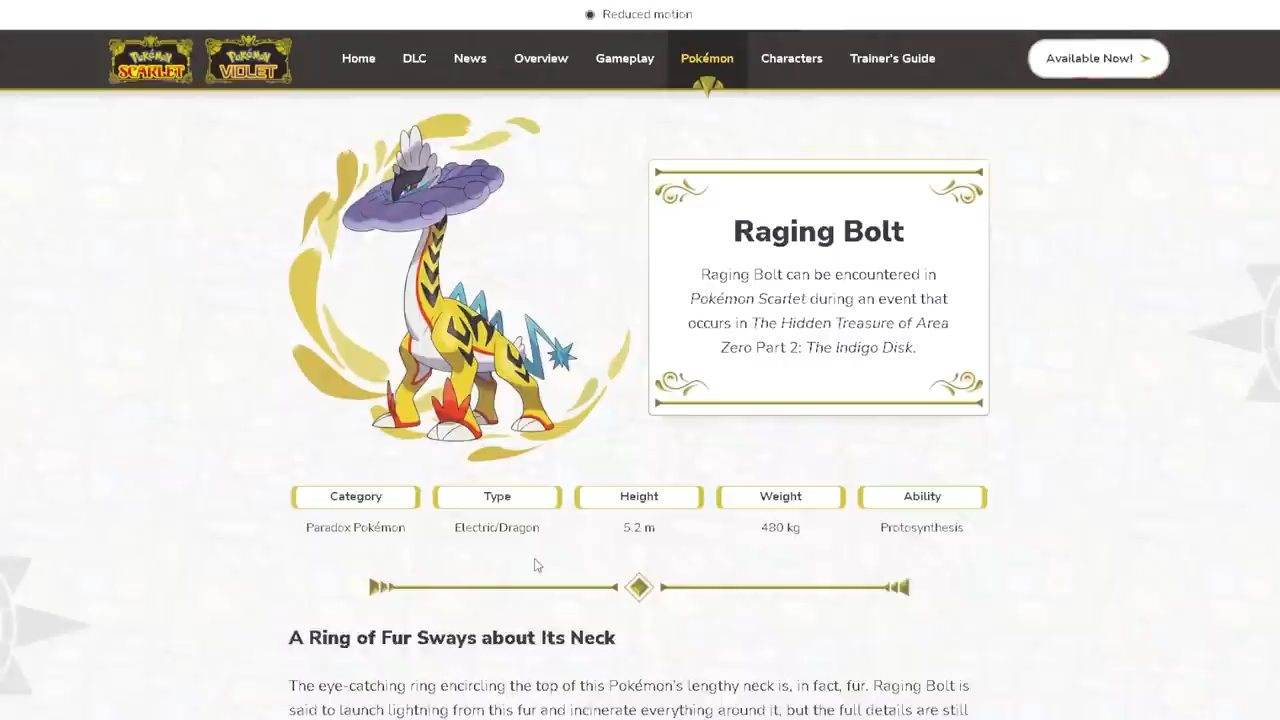 Reduced motion
Pokémon SCARLET
Pokémon VIOLET
Home DLC News Overview Gameplay Pokémon Characters Trainer's Guide
Available Now!
Raging Bolt
Raging Bolt can be encountered in
Pokémon Scarlet during an event that
occurs in The Hidden Treasure of Area
Zero Part 2: The Indigo Disk.
Category Type Height Weight Ability
Paradox Pokémon Electric/Dragon 5.2 m 480 kg Protosynthesis
A Ring of Fur Sways about Its Neck
The eye-catching ring encircling the top of this Pokémon's lengthy neck is, in fact, fur. Raging Bolt is
said to launch lightning from this fur and incinerate everything around it, but the full details are still